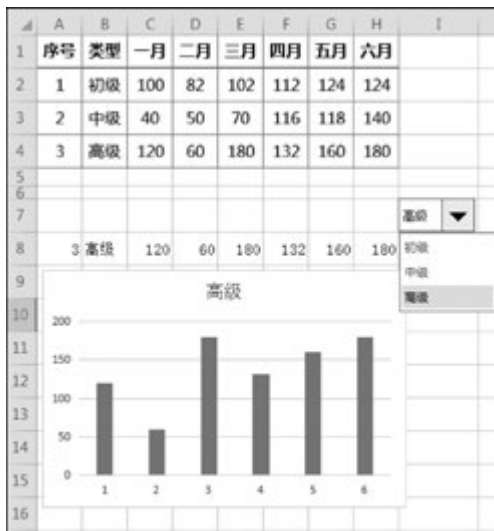 A B C D E F G H I
1 序号 类型 一月 二月 三月 四月 五月 六月
2 1 初级 100 82 102 112 124 124
3 2 中级 40 50 70 116 118 140
4 3 高级 120 60 180 132 160 180
5
6
7 高级
8 3 高级 120 60 180 132 160 180 初级
中级
9 高级
高级
10 200
11 150
12 100
13
14 50
15 0
1 2 3 4 5 6
16